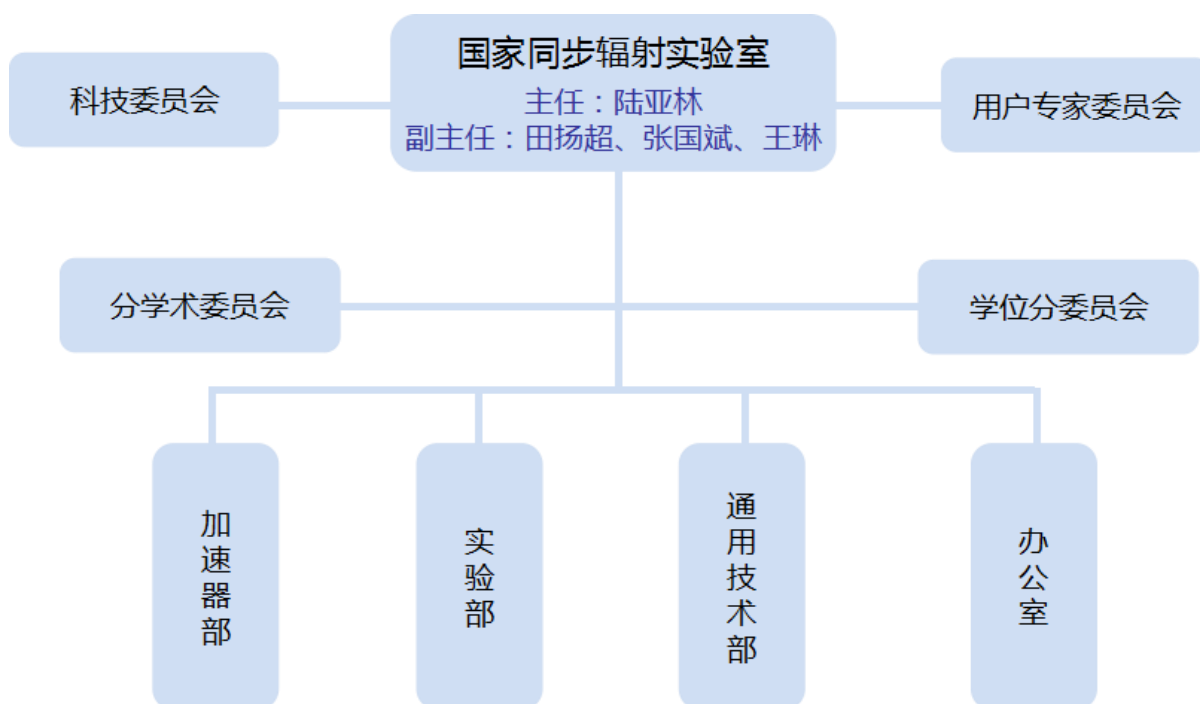 国家同步辐射实验室
主任：陆亚林
副主任：田扬超、张国斌、王琳
科技委员会
用户专家委员会
分学术委员会
学位分委员会
加速器部
实验部
通用技术部
办公室